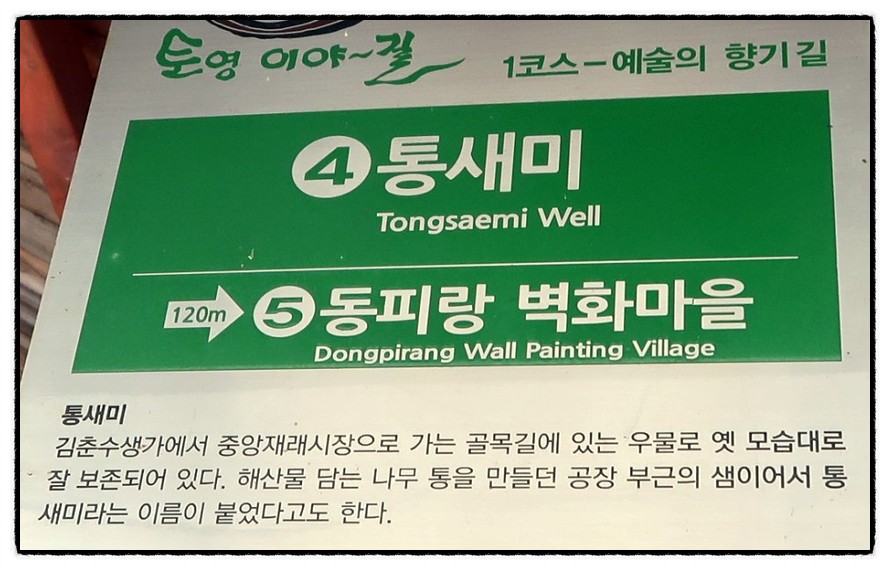 통영 이야~길 1코스-예술의 향기길
4 통새미
Tongsaemi Well
120m 5 동피랑 벽화마을
Dongpirang Wall Painting Village
통새미
김춘수생가에서 중앙재래시장으로 가는 골목길에 있는 우물로 옛 모습대로
잘 보존되어 있다. 해산물 담는 나무 통을 만들던 공장 부근의 샘이어서 통
새미라는 이름이 붙었다고도 한다.